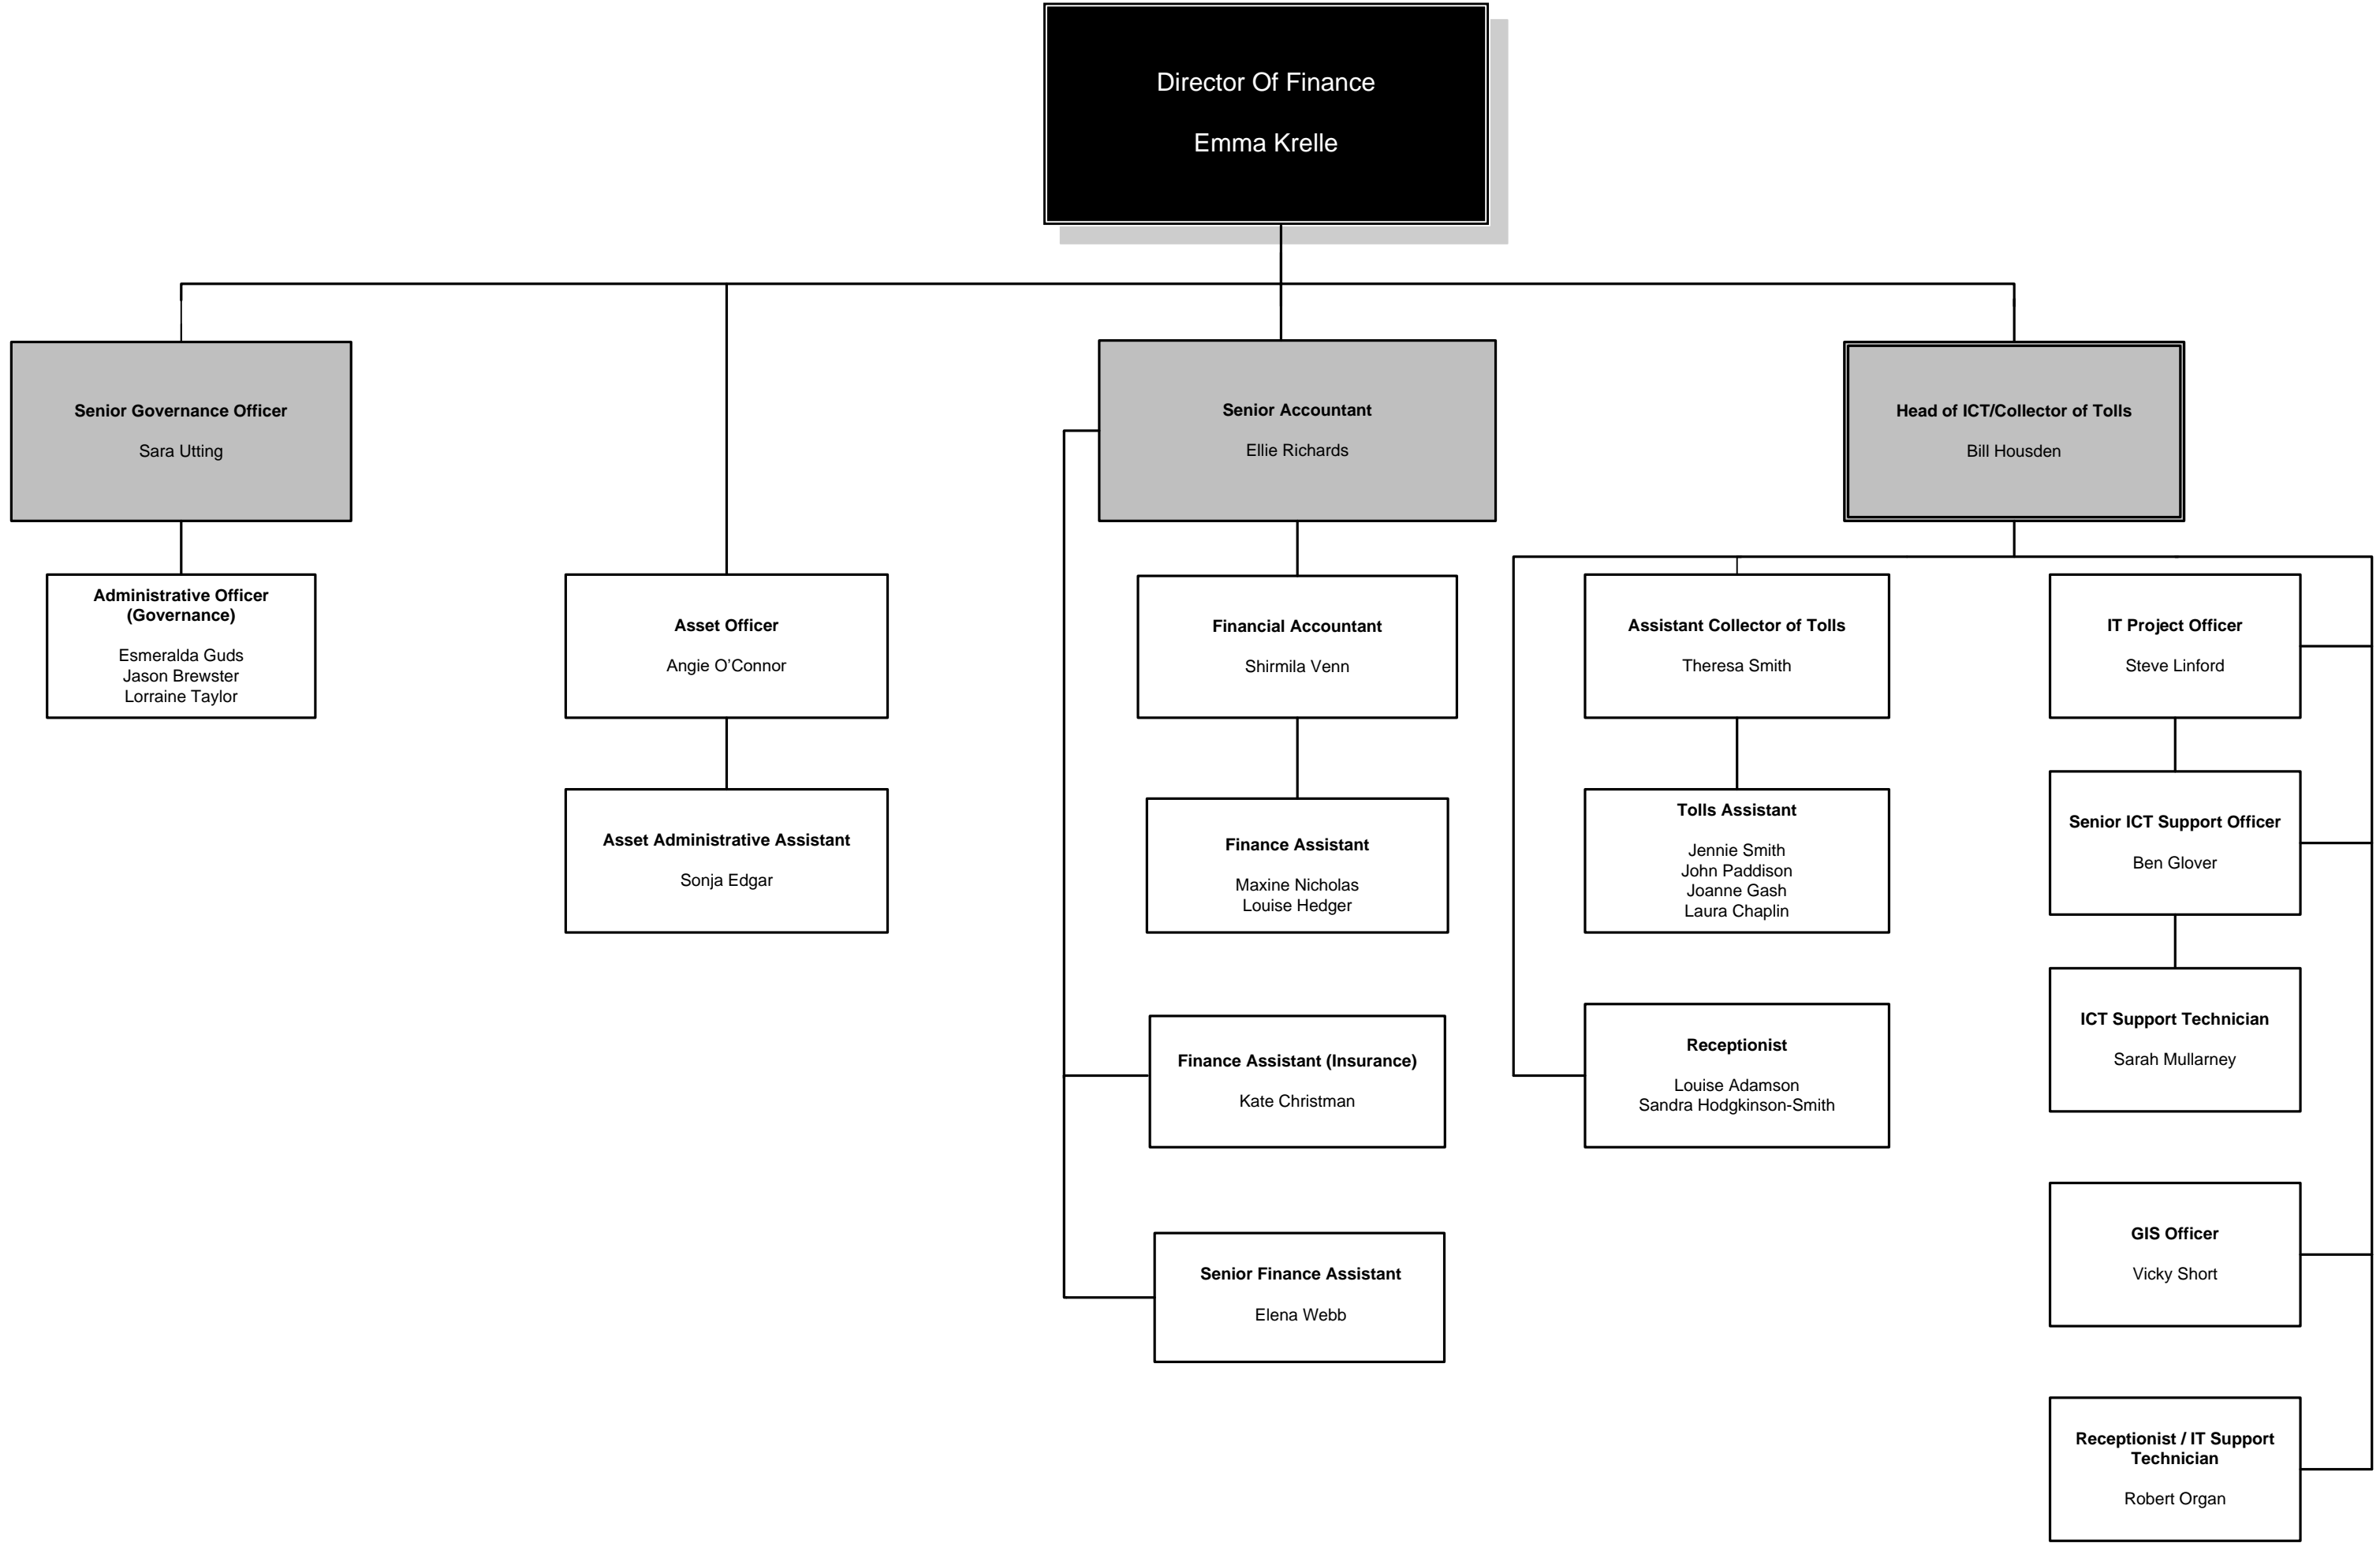 Director Of Finance
Emma Krelle
Senior Governance Officer
Sara Utting
Senior Accountant
Ellie Richards
Head of ICT/Collector of Tolls
Bill Housden
Administrative Officer
(Governance)
Esmeralda Guds
Jason Brewster
Lorraine Taylor
Asset Officer
Angie O’Connor
Financial Accountant
Shirmila Venn
Assistant Collector of Tolls
Theresa Smith
IT Project Officer
Steve Linford
Asset Administrative Assistant
Sonja Edgar
Finance Assistant
Maxine Nicholas
Louise Hedger
Tolls Assistant
Jennie Smith
John Paddison
Joanne Gash
Laura Chaplin
Senior ICT Support Officer
Ben Glover
Finance Assistant (Insurance)
Kate Christman
Receptionist
Louise Adamson
Sandra Hodgkinson-Smith
ICT Support Technician
Sarah Mullarney
Senior Finance Assistant
Elena Webb
GIS Officer
Vicky Short
Receptionist / IT Support
Technician
Robert Organ